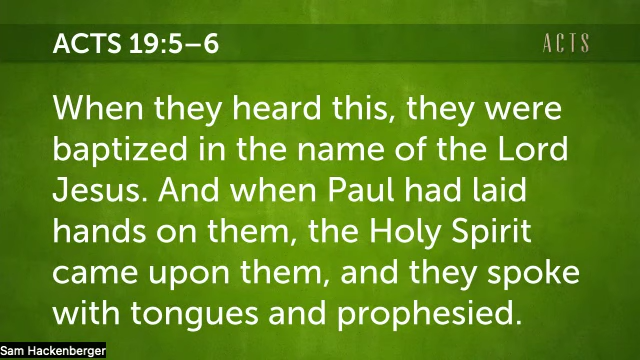 ACTS 19:5–6
ACTS
When they heard this, they were
baptized in the name of the Lord
Jesus. And when Paul had laid
hands on them, the Holy Spirit
came upon them, and they spoke
with tongues and prophesied.
Sam Hackenberger